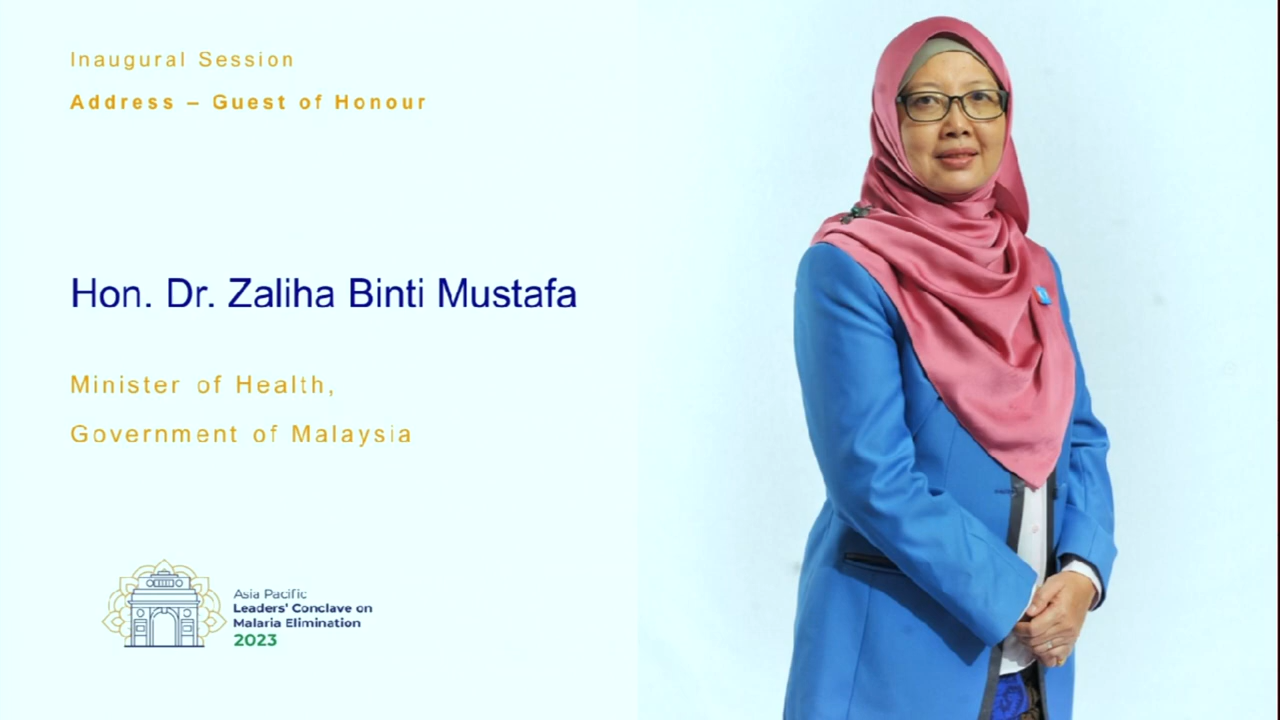 Inaugural Session
Address – Guest of Honour
Hon. Dr. Zaliha Binti Mustafa
Minister of Health,
Government of Malaysia
Asia Pacific
Leaders' Conclave on
Malaria Elimination
2023